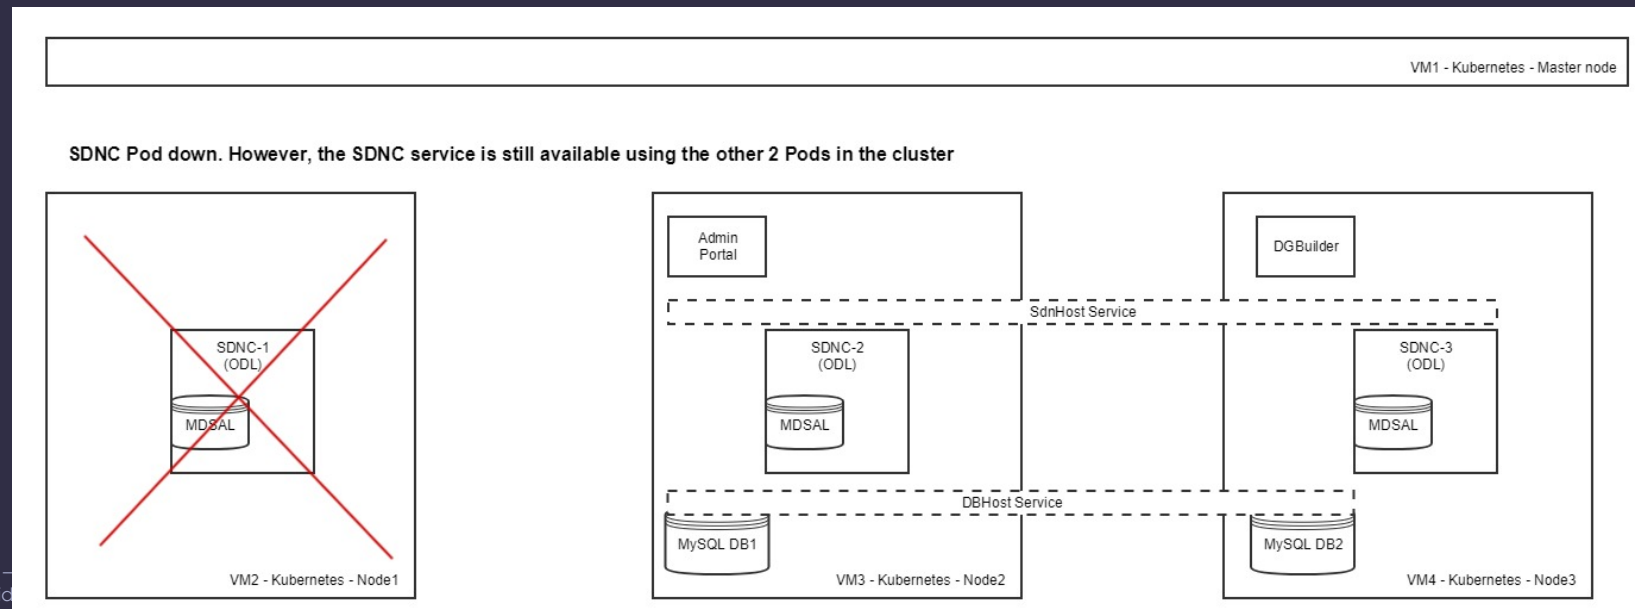 VM1 - Kubernetes - Master node
SDNC Pod down. However, the SDNC service is still available using the other 2 Pods in the cluster
SDNC-1
(ODL)
MDSAL
VM2 - Kubernetes - Node1
Admin
Portal
DGBuilder
SdnHost Service
SDNC-2
(ODL)
MDSAL
SDNC-3
(ODL)
MDSAL
DBHost Service
MySQL DB1
MySQL DB2
VM3 - Kubernetes - Node2
VM4 - Kubernetes - Node3